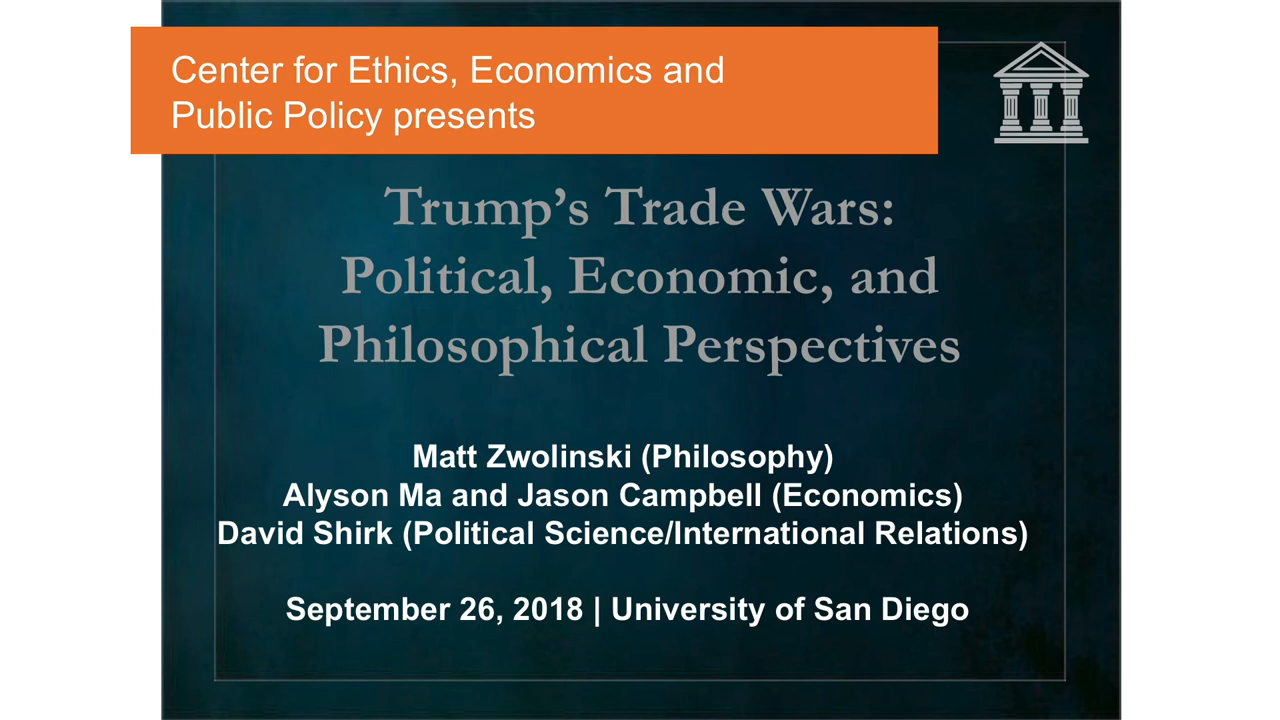 Center for Ethics, Economics and
Public Policy presents
Trump’s Trade Wars:
Political, Economic, and
Philosophical Perspectives
Matt Zwolinski (Philosophy)
Alyson Ma and Jason Campbell (Economics)
David Shirk (Political Science/International Relations)
September 26, 2018 | University of San Diego